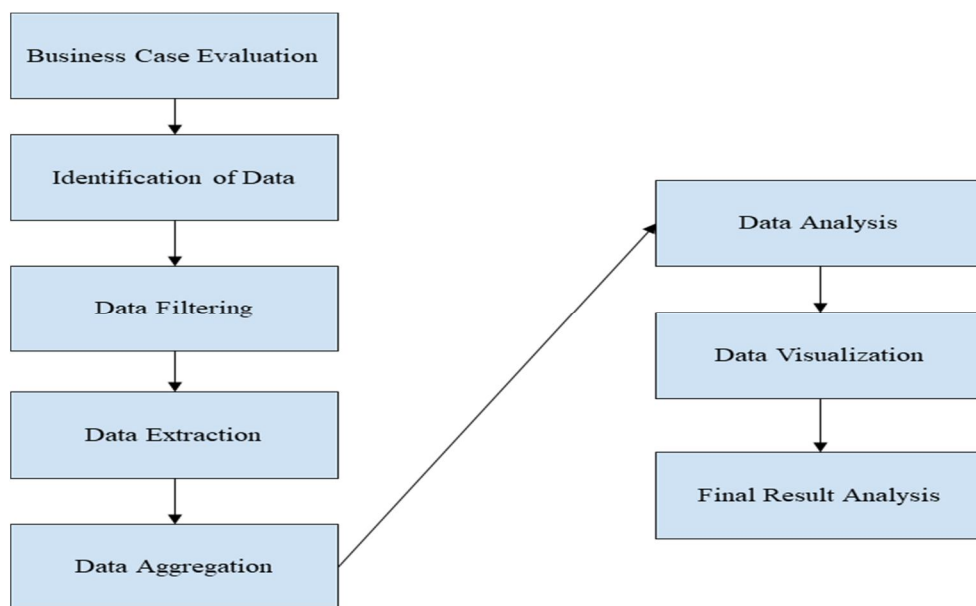 Business Case Evaluation
Identification of Data
Data Filtering
Data Extraction
Data Aggregation
Data Analysis
Data Visualization
Final Result Analysis